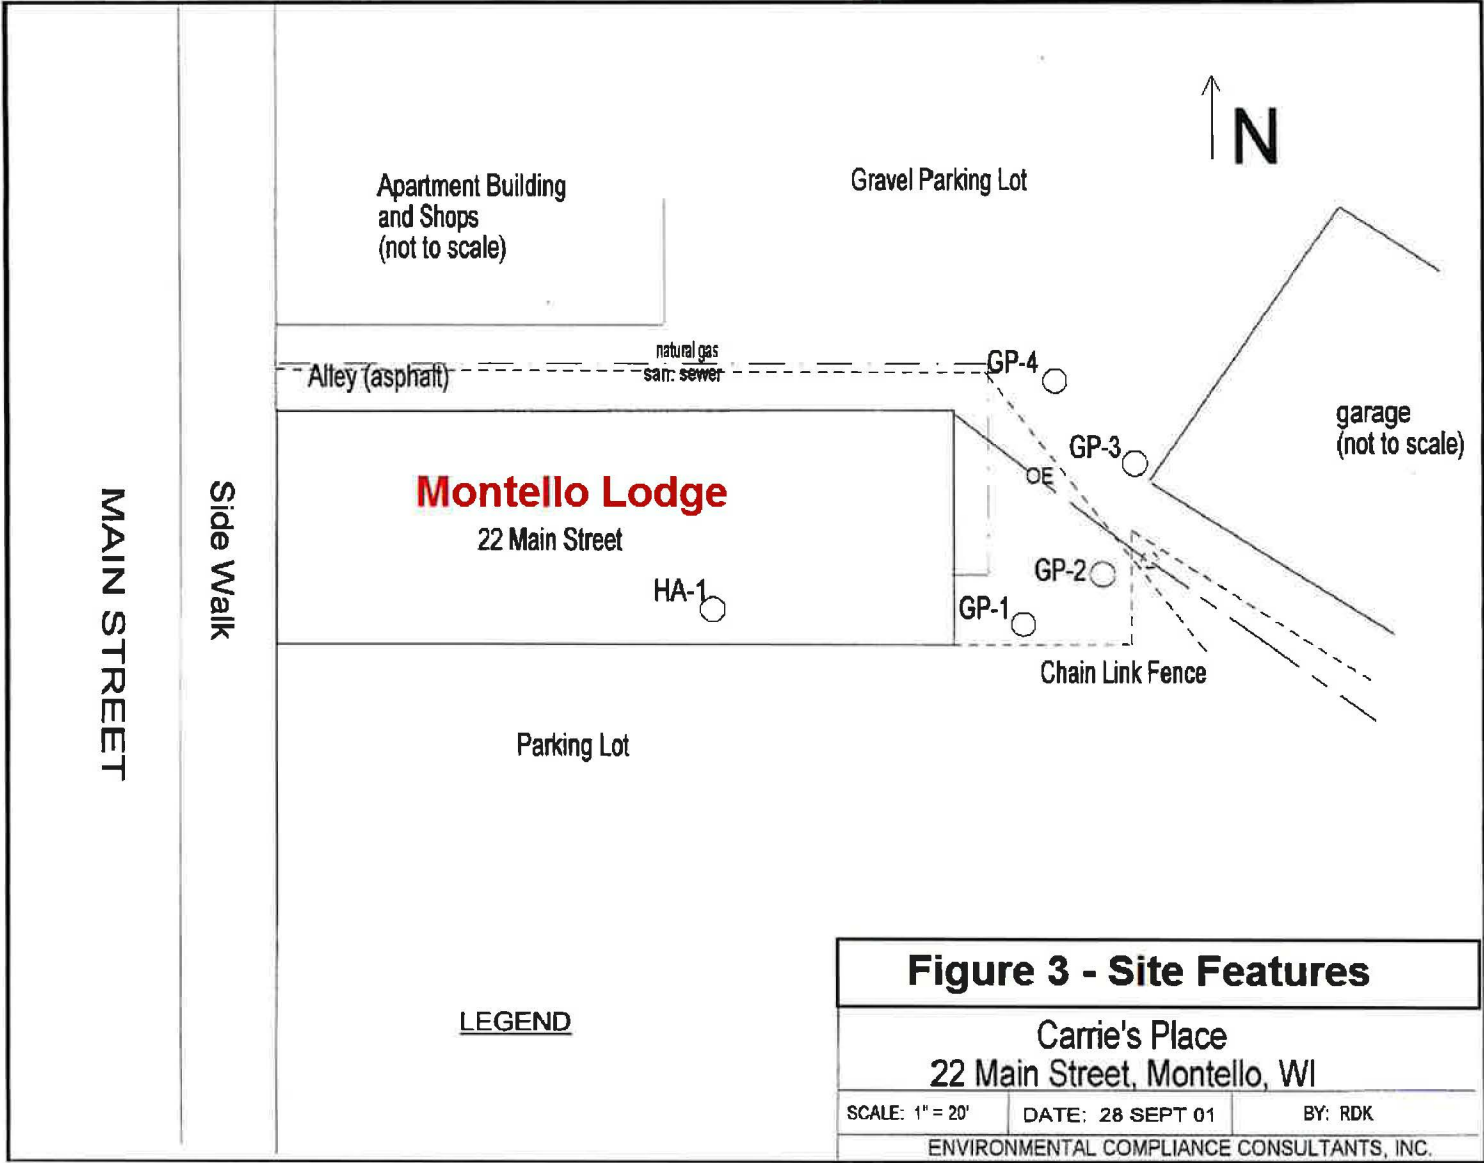 N
Apartment Building
and Shops
(not to scale)
Gravel Parking Lot
natural gas
san. sewer
Alley (asphalt)
GP-4
GP-3
garage
(not to scale)
OE
Montello Lodge
22 Main Street
HA-1
GP-2
GP-1
Chain Link Fence
MAIN STREET
Side Walk
Parking Lot
LEGEND
Figure 3 - Site Features
Carrie's Place
22 Main Street, Montello, WI
SCALE: 1" = 20'
DATE: 28 SEPT 01
BY: RDK
ENVIRONMENTAL COMPLIANCE CONSULTANTS, INC.